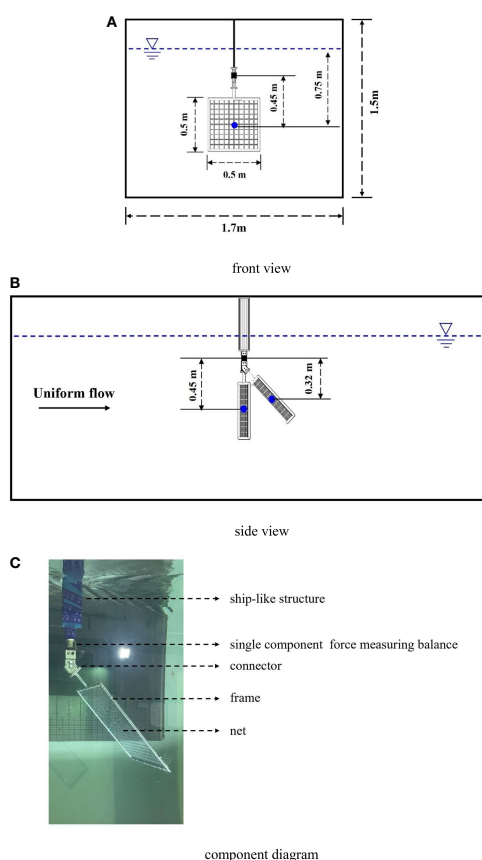 A
0.45 m
0.75 m
0.5 m
1.5m
0.5 m
1.7m
front view
B
Uniform flow
0.45 m
0.32 m
side view
C
ship-like structure
single component force measuring balance
connector
frame
net
component diagram